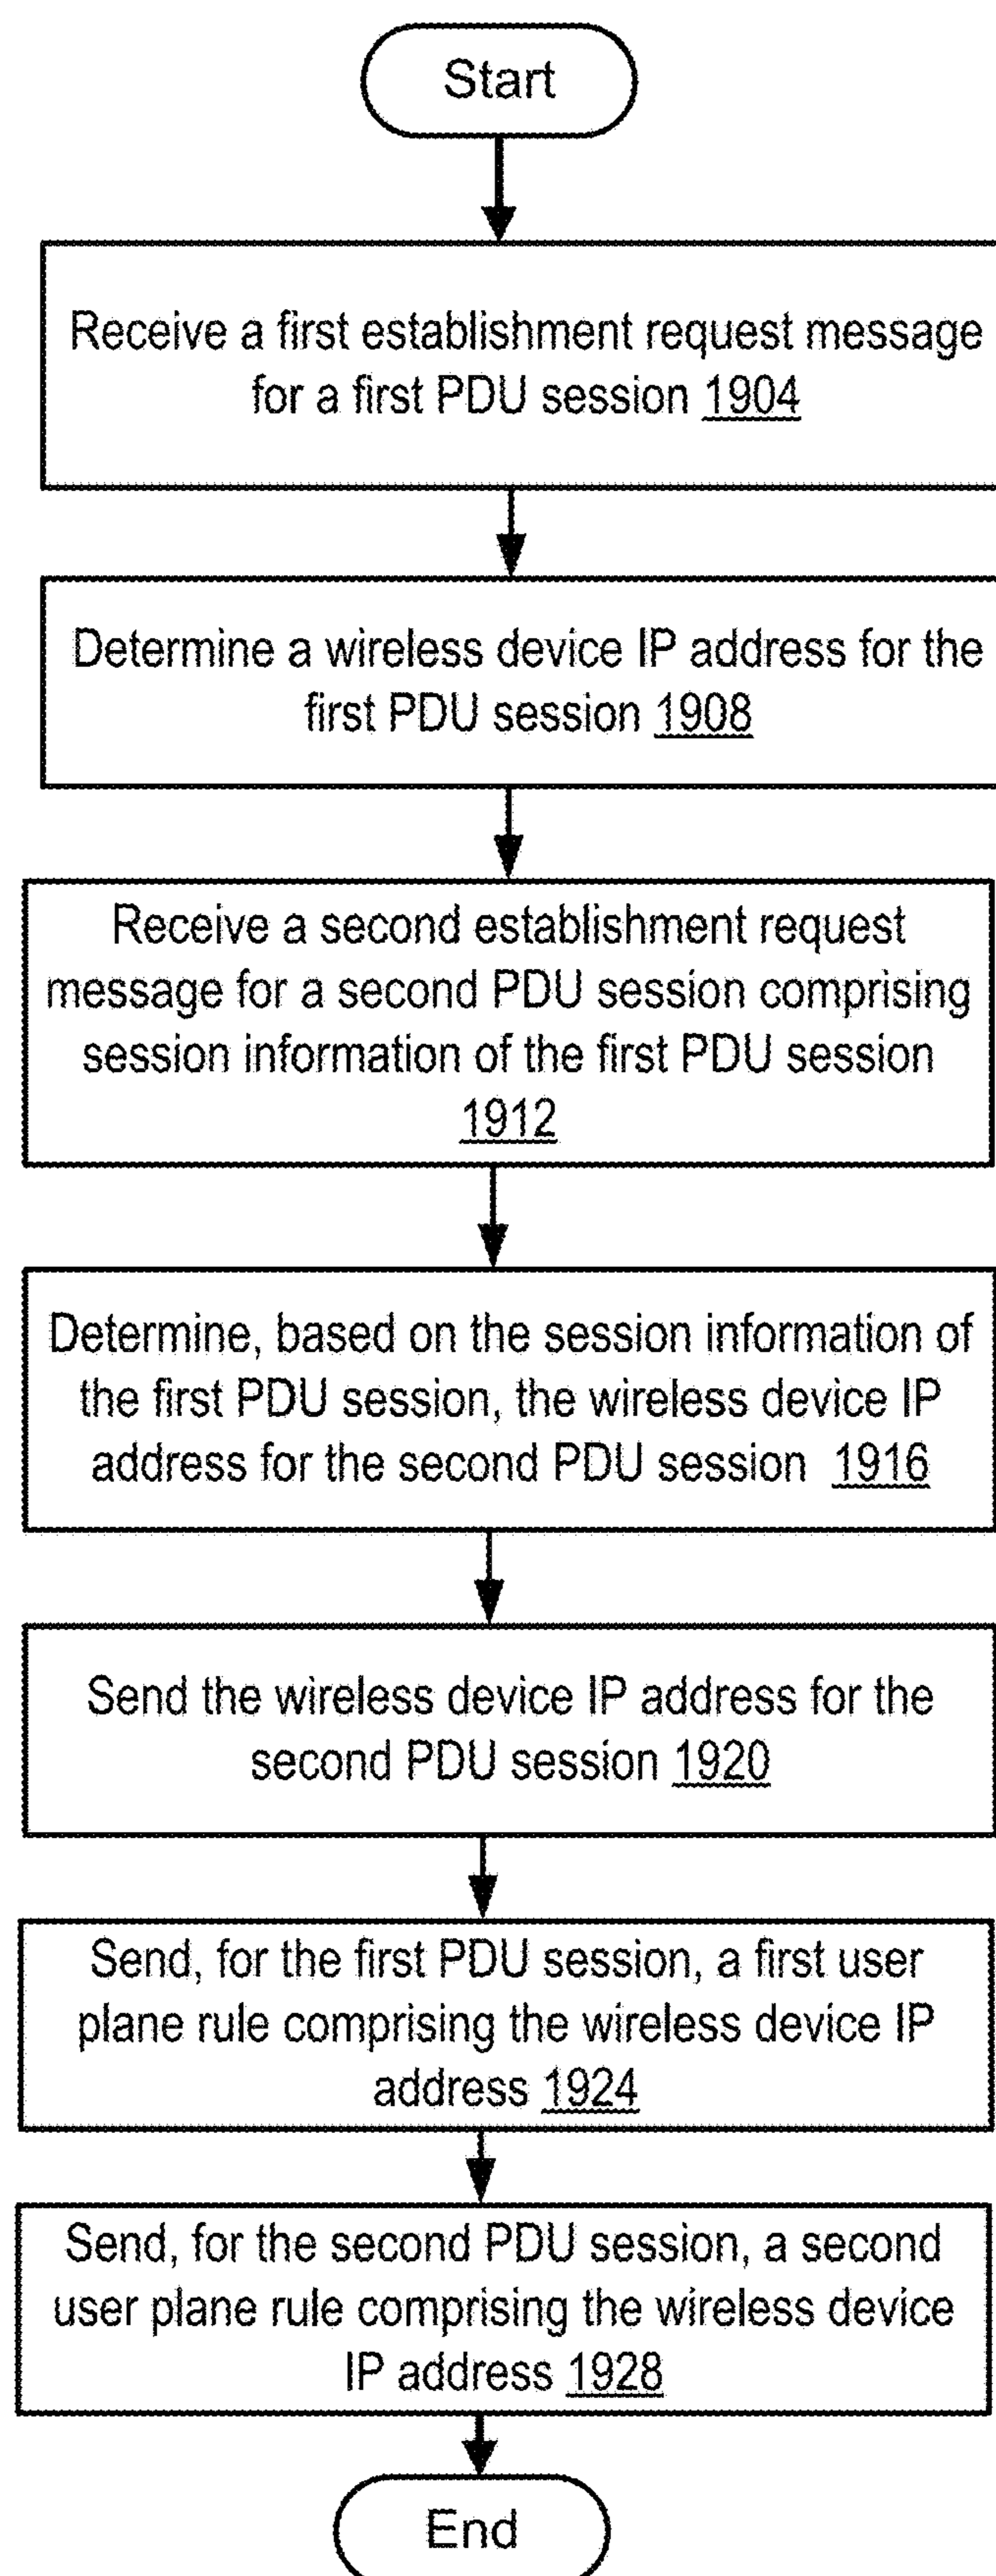 Start
Receive a first establishment request message
for a first PDU session 1904
Determine a wireless device IP address for the
first PDU session 1908
Receive a second establishment request
message for a second PDU session comprising
session information of the first PDU session
1912
Determine, based on the session information of
the first PDU session, the wireless device IP
address for the second PDU session 1916
Send the wireless device IP address for the
second PDU session 1920
Send, for the first PDU session, a first user
plane rule comprising the wireless device IP
address 1924
Send, for the second PDU session, a second
user plane rule comprising the wireless device
IP address 1928
End